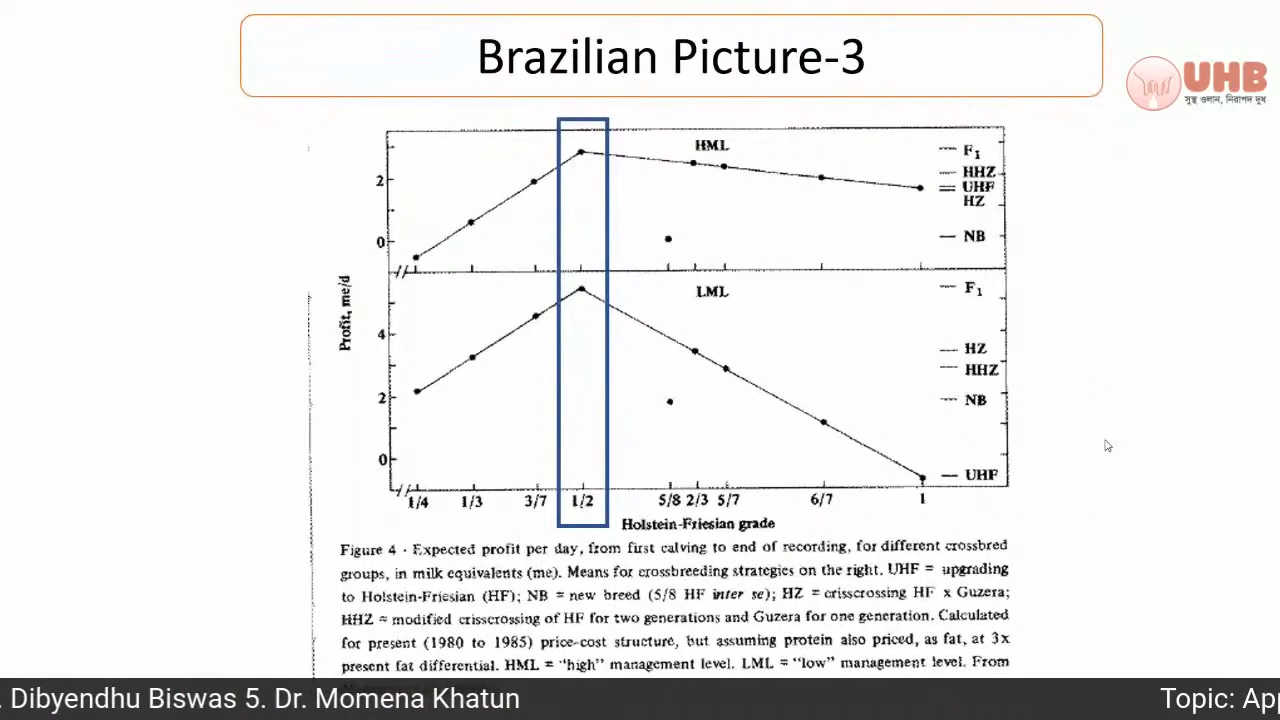 Brazilian Picture-3
UHB
সুস্থ ওলান, নিরাপদ দুধ
HML
F1
HHZ
UHF
HZ
NB
2
0
Profit, me/d
LML
F1
HZ
HHZ
NB
UHF
4
2
0
1/4 1/3 3/7 1/2 5/8 2/3 5/7 6/7 1
Holstein-Friesian grade
Figure 4 - Expected profit per day, from first calving to end of recording, for different crossbred
groups, in milk equivalents (me). Means for crossbreeding strategies on the right. UHF = upgrading
to Holstein-Friesian (HF); NB = new breed (5/8 HF inter se); HZ = crisscrossing HF x Guzera;
HHZ = modified crisscrossing of HF for two generations and Guzera for one generation. Calculated
for present (1980 to 1985) price-cost structure, but assuming protein also priced, as fat, at 3x
present fat differential. HML = "high" management level. LML = "low" management level. From
. Dibyendhu Biswas 5. Dr. Momena Khatun
Topic: App